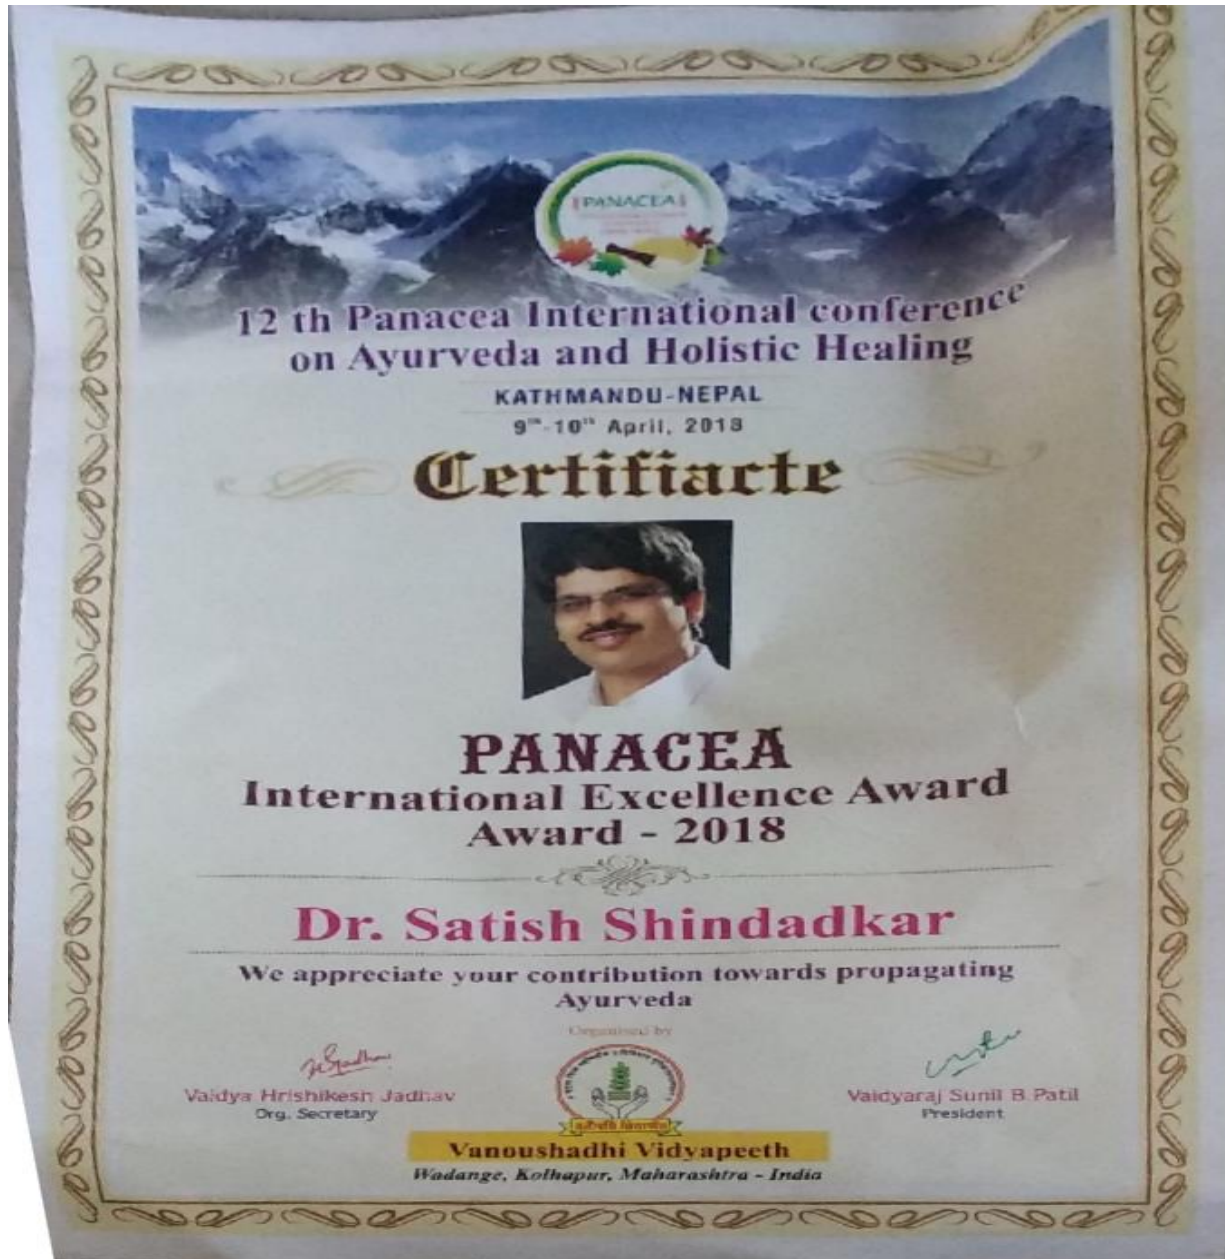 PANACEA
12 th Panacea International conference
on Ayurveda and Holistic Healing
KATHMANDU-NEPAL
9ᵗʰ-10ᵗʰ April, 2018
Certifiacte
PANACEA
International Excellence Award
Award - 2018
Dr. Satish Shindadkar
We appreciate your contribution towards propagating
Ayurveda
Organised by
Vaidya Hrishikesh Jadhav
Org. Secretary
Vaidyaraj Sunil B Patil
President
Vanoushadhi Vidyapeeth
Wadange, Kolhapur, Maharashtra - India